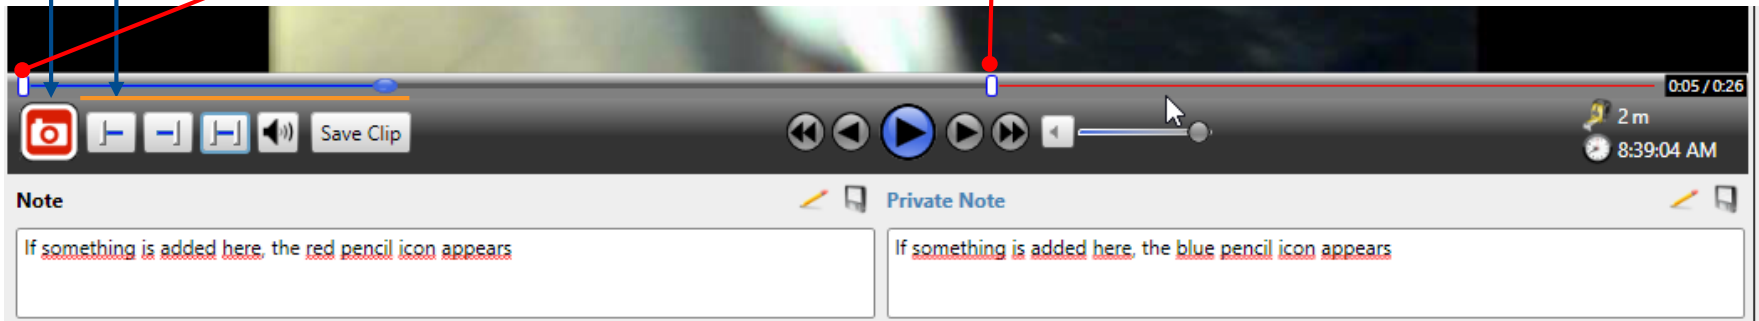 0:05 / 0:26
Save Clip
2 m
8:39:04 AM
Note
Private Note
If something is added here, the red pencil icon appears
If something is added here, the blue pencil icon appears